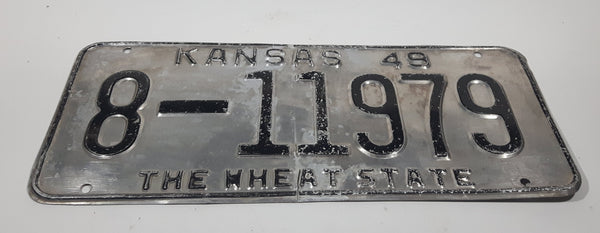 KANSAS 49
8-11979
THE WHEAT STATE